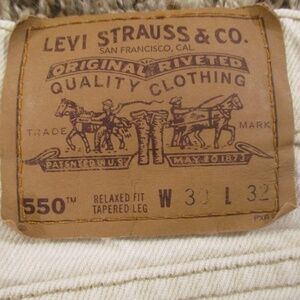 LEVI STRAUSS & CO.
SAN FRANCISCO, CAL.
ORIGINAL RIVETED
QUALITY CLOTHING
TRADE MARK
PATENTED IN U.S. MAY 20 1873
550™ RELAXED FIT W 30 L 32
TAPERED LEG